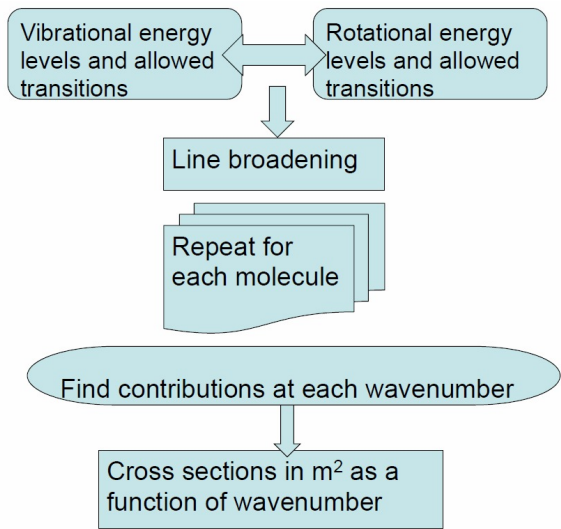 Vibrational energy
levels and allowed
transitions
Rotational energy
levels and allowed
transitions
Line broadening
Repeat for
each molecule
Find contributions at each wavenumber
Cross sections in m² as a
function of wavenumber